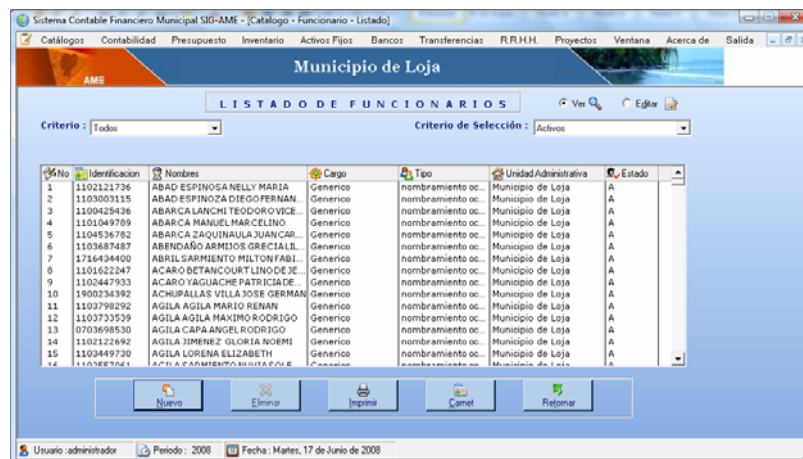 Sistema Contable Financiero Municipal SIG-AME - [Catalogo - Funcionario - Listado]
Catálogos Contabilidad Presupuesto Inventario Activos Fijos Bancos Transferencias R.R.H.H. Proyectos Ventana Acerca de Salida
AME Municipio de Loja
LISTADO DE FUNCIONARIOS Ver Editar
Criterio : Todos Criterio de Selección : Activos
No Identificacion Nombres Cargo Tipo Unidad Administrativa Estado
1 1102121736 ABAD ESPINOSA NELLY MARIA Generico nombramiento oc... Municipio de Loja A
2 1103003115 ABAD ESPINOZA DIEGO FERNAN... Generico nombramiento oc... Municipio de Loja A
3 1100425436 ABARCA LANCHI TEODORO VICE... Generico nombramiento oc... Municipio de Loja A
4 1101049789 ABARCA MANUEL MARCELINO Generico nombramiento oc... Municipio de Loja A
5 1104536782 ABARCA ZAQUINAULA JUAN CAR... Generico nombramiento oc... Municipio de Loja A
6 1103687487 ABENDAÑO ARMIJOS GRECIA LIL... Generico nombramiento oc... Municipio de Loja A
7 1716434400 ABRIL SARMIENTO MILTON FABI... Generico nombramiento oc... Municipio de Loja A
8 1101622247 ACARO BETANCOURT LINO DE JE... Generico nombramiento oc... Municipio de Loja A
9 1102447933 ACARO YAGUACHE PATRICIA DE... Generico nombramiento oc... Municipio de Loja A
10 1900234392 ACHUPALLAS VILLA JOSE GERMAN Generico nombramiento oc... Municipio de Loja A
11 1103798292 AGILA AGILA MARIO RENAN Generico nombramiento oc... Municipio de Loja A
12 1103733539 AGILA AGILA MAXIMO RODRIGO Generico nombramiento oc... Municipio de Loja A
13 0703698530 AGILA CAPA ANGEL RODRIGO Generico nombramiento oc... Municipio de Loja A
14 1102122692 AGILA JIMENEZ GLORIA NOEMI Generico nombramiento oc... Municipio de Loja A
15 1103449730 AGILA LORENA ELIZABETH Generico nombramiento oc... Municipio de Loja A
Nuevo Eliminar Imprimir Carnet Retornar
Usuario :administrador Periodo : 2008 Fecha : Martes, 17 de Junio de 2008